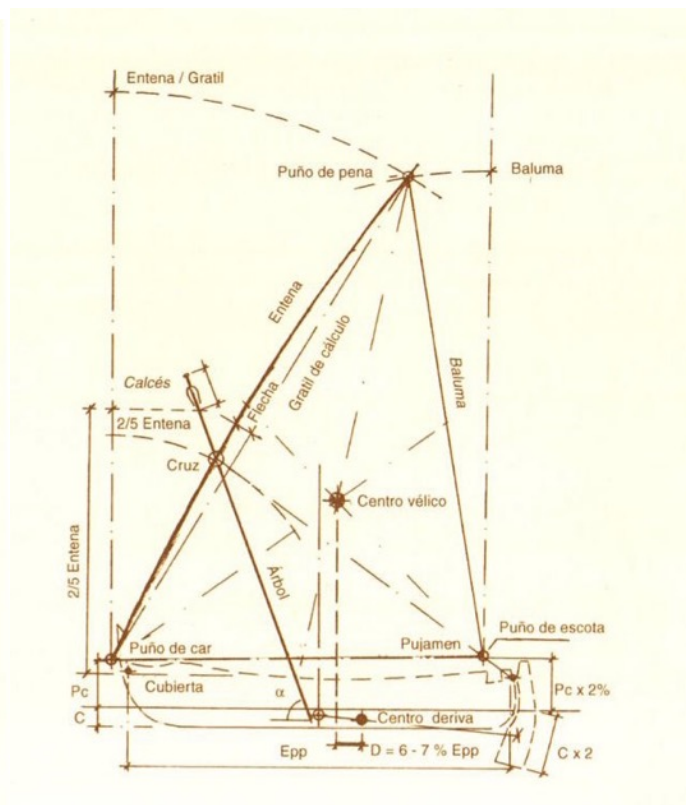 Entena / Gratil
Puño de pena
Baluma
Entena
Gratil de cálculo
Flecha
Baluma
Calcés
2/5 Entena
Cruz
Centro vélico
2/5 Entena
Árbol
Puño de escota
Puño de car
Pujamen
Cubierta
Pc
Pc x 2%
α
C
Centro deriva
Epp
D = 6 - 7 % Epp
C x 2